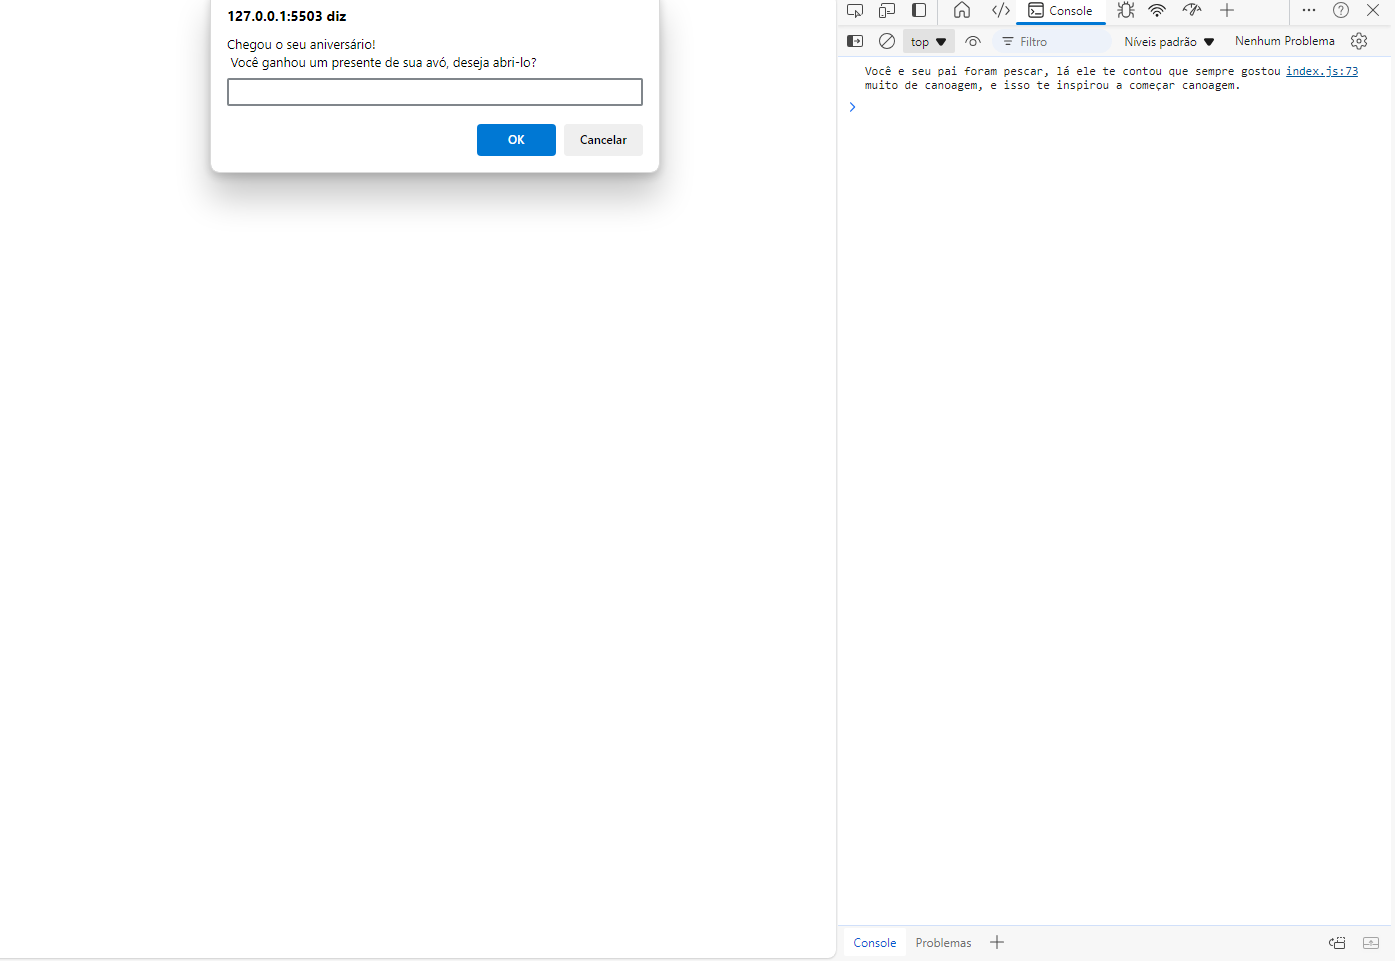 127.0.0.1:5503 diz
Chegou o seu aniversário!
Você ganhou um presente de sua avó, deseja abri-lo?
OK
Cancelar
Console
top
Filtro
Níveis padrão
Nenhum Problema
Você e seu pai foram pescar, lá ele te contou que sempre gostou index.js:73
muito de canoagem, e isso te inspirou a começar canoagem.
Console
Problemas